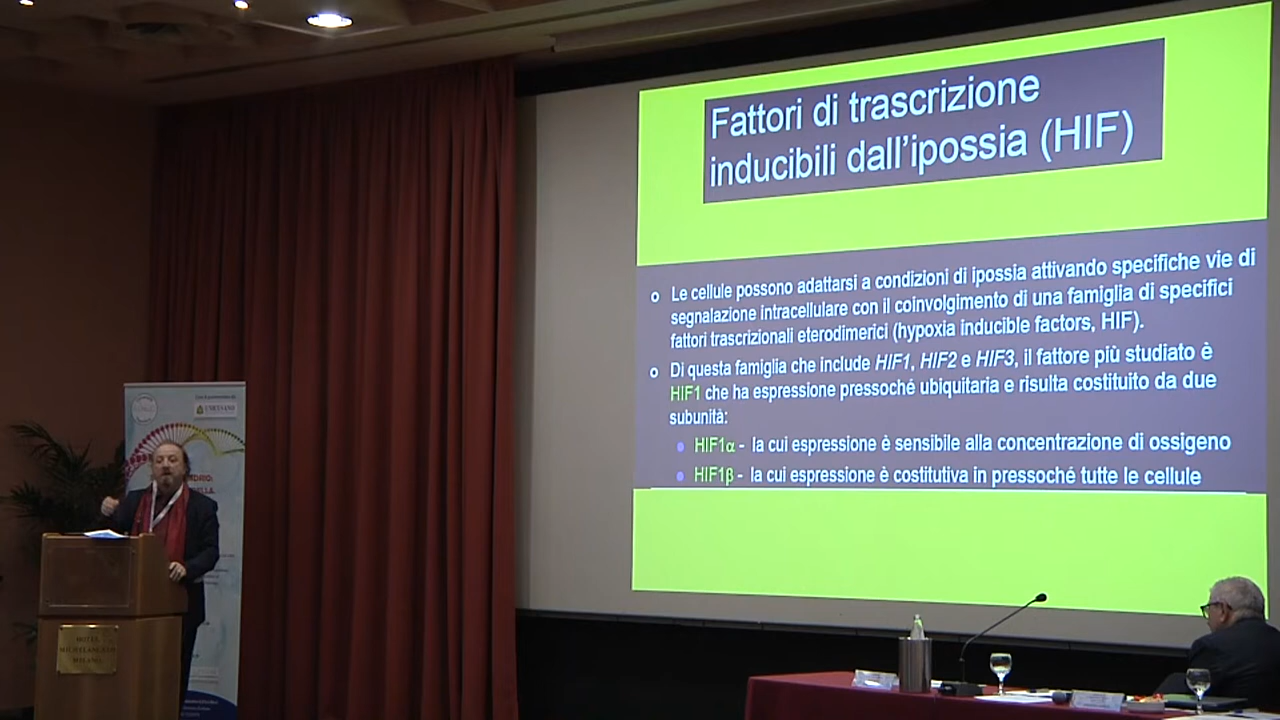 Fattori di trascrizione
inducibili dall'ipossia (HIF)
Le cellule possono adattarsi a condizioni di ipossia attivando specifiche vie di
segnalazione intracellulare con il coinvolgimento di una famiglia di specifici
fattori trascrizionali eterodimerici (hypoxia inducible factors, HIF).
Di questa famiglia che include HIF1, HIF2 e HIF3, il fattore più studiato è
HIF1 che ha espressione pressoché ubiquitaria e risulta costituito da due
subunità:
HIF1α - la cui espressione è sensibile alla concentrazione di ossigeno
HIF1β - la cui espressione è costitutiva in pressoché tutte le cellule
HOTEL
MICHELANGELO
MILANO